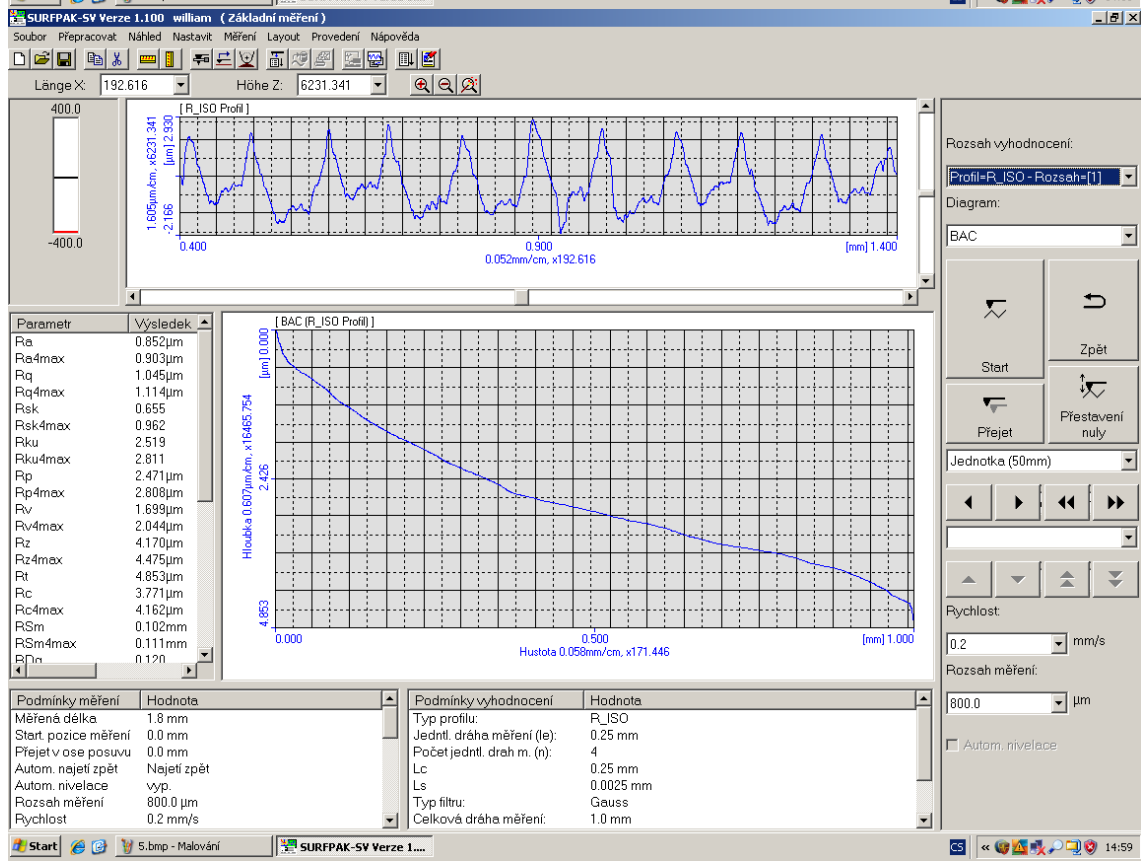 SURFPAK-SV Verze 1.100 william ( Základní měření )
Soubor Přepracovat Náhled Nastavit Měření Layout Provedení Nápověda
Länge X: 192.616 Höhe Z: 6231.341
400.0
-400.0
[ R_ISO Profil ]
1.605µm/cm, x6231.341
-2.166 [µm] 2.930
0.400 0.900 [mm] 1.400
0.052mm/cm, x192.616
Parametr Výsledek
Ra 0.852µm
Ra4max 0.903µm
Rq 1.045µm
Rq4max 1.114µm
Rsk 0.655
Rsk4max 0.962
Rku 2.519
Rku4max 2.811
Rp 2.471µm
Rp4max 2.808µm
Rv 1.699µm
Rv4max 2.044µm
Rz 4.170µm
Rz4max 4.475µm
Rt 4.853µm
Rc 3.771µm
Rc4max 4.162µm
RSm 0.102mm
RSm4max 0.111mm
RDq 0.120
[ BAC (R_ISO Profil) ]
Hloubka 0.607µm/cm, x16465.754
4.853 2.426 [µm] 0.000
0.000 0.500 [mm] 1.000
Hustota 0.058mm/cm, x171.446
Rozsah vyhodnocení:
Profil=R_ISO - Rozsah=[1]
Diagram:
BAC
Start
Zpět
Přejet
Přestavení
nuly
Jednotka (50mm)
Rychlost:
0.2 mm/s
Rozsah měření:
800.0 µm
Autom. nivelace
Podmínky měření Hodnota
Měřená délka 1.8 mm
Start. pozice měření 0.0 mm
Přejet v ose posuvu 0.0 mm
Autom. najetí zpět Najetí zpět
Autom. nivelace vyp.
Rozsah měření 800.0 µm
Rychlost 0.2 mm/s
Podmínky vyhodnocení Hodnota
Typ profilu: R_ISO
Jedntl. dráha měření (le): 0.25 mm
Počet jedntl. drah m. (n): 4
Lc 0.25 mm
Ls 0.0025 mm
Typ filtru: Gauss
Celková dráha měření: 1.0 mm
Start 5.bmp - Malování SURFPAK-SV Verze 1.... CS « 14:59